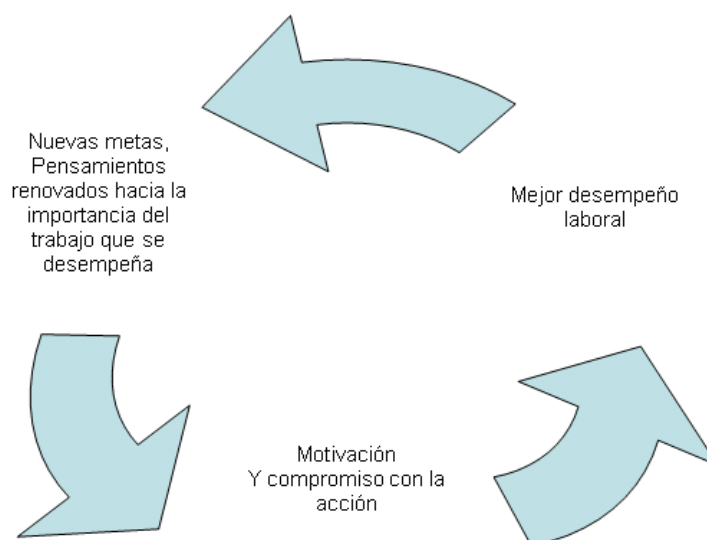 Nuevas metas,
Pensamientos
renovados hacia la
importancia del
trabajo que se
desempeña
Mejor desempeño
laboral
Motivación
Y compromiso con la
acción